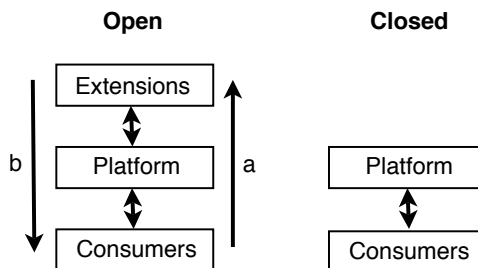 Open Closed
Extensions
b Platform a Platform
Consumers Consumers